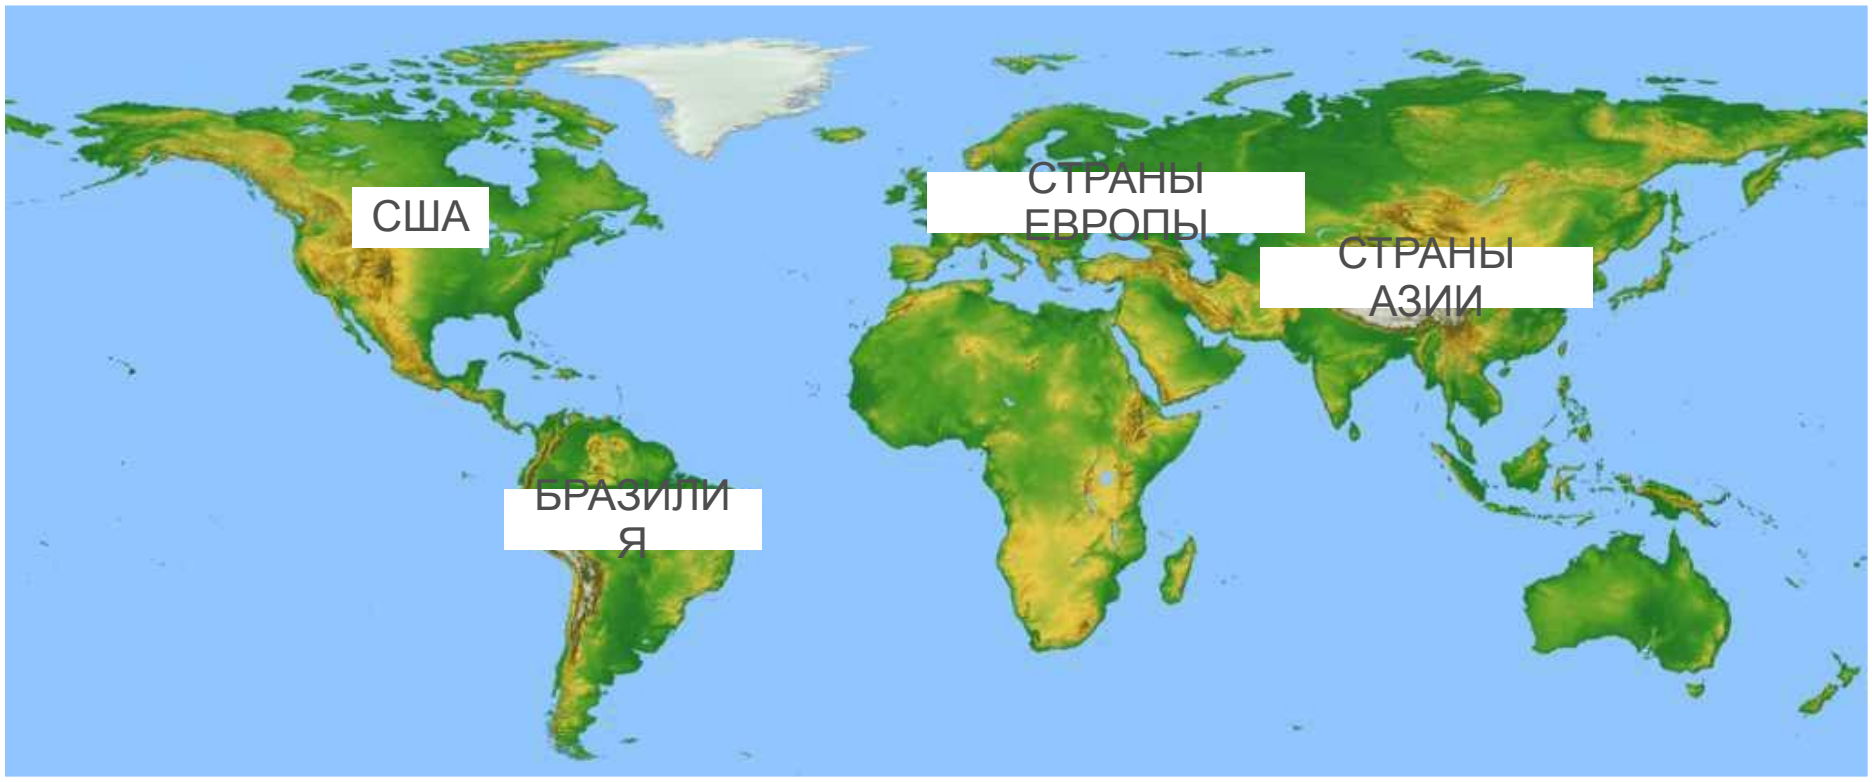 СТРАНЫ
ЕВРОПЫ
США
СТРАНЫ
АЗИИ
БРАЗИЛИ
Я